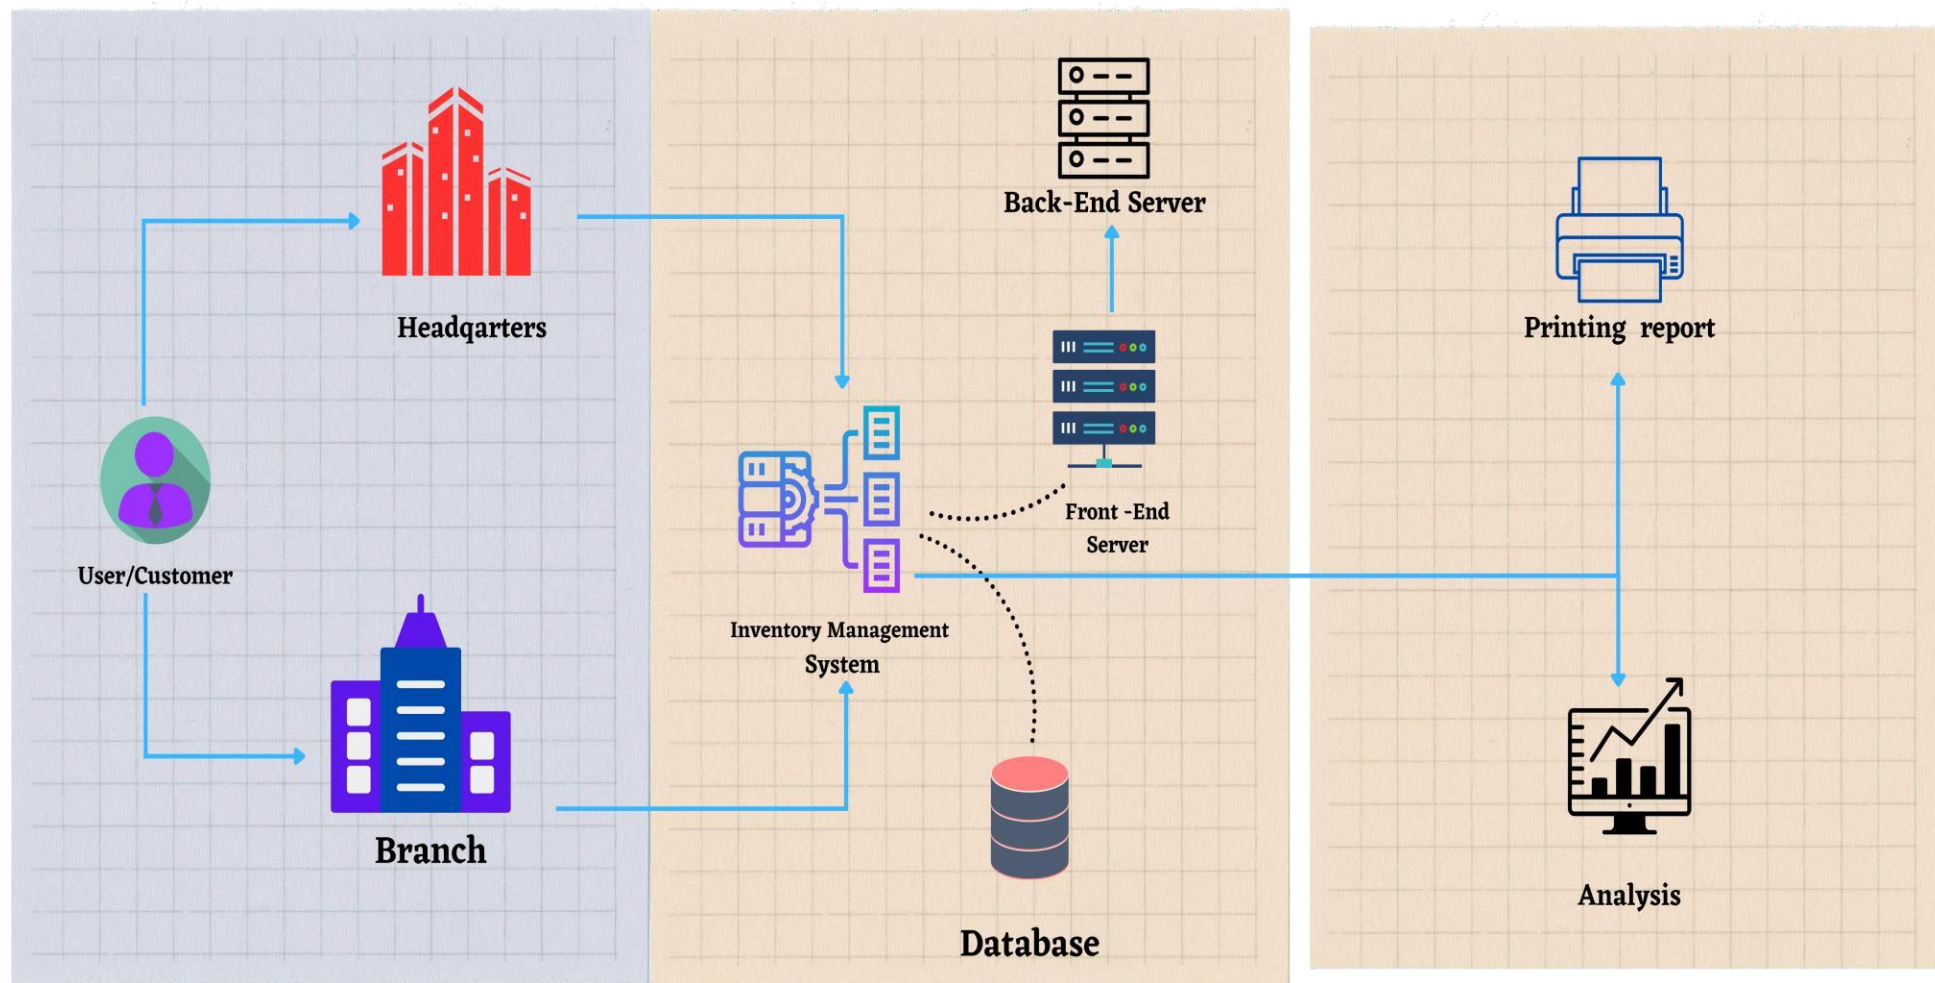 Back-End Server
Headqarters
Printing report
Front -End
Server
User/Customer
Inventory Management
System
Branch
Analysis
Database